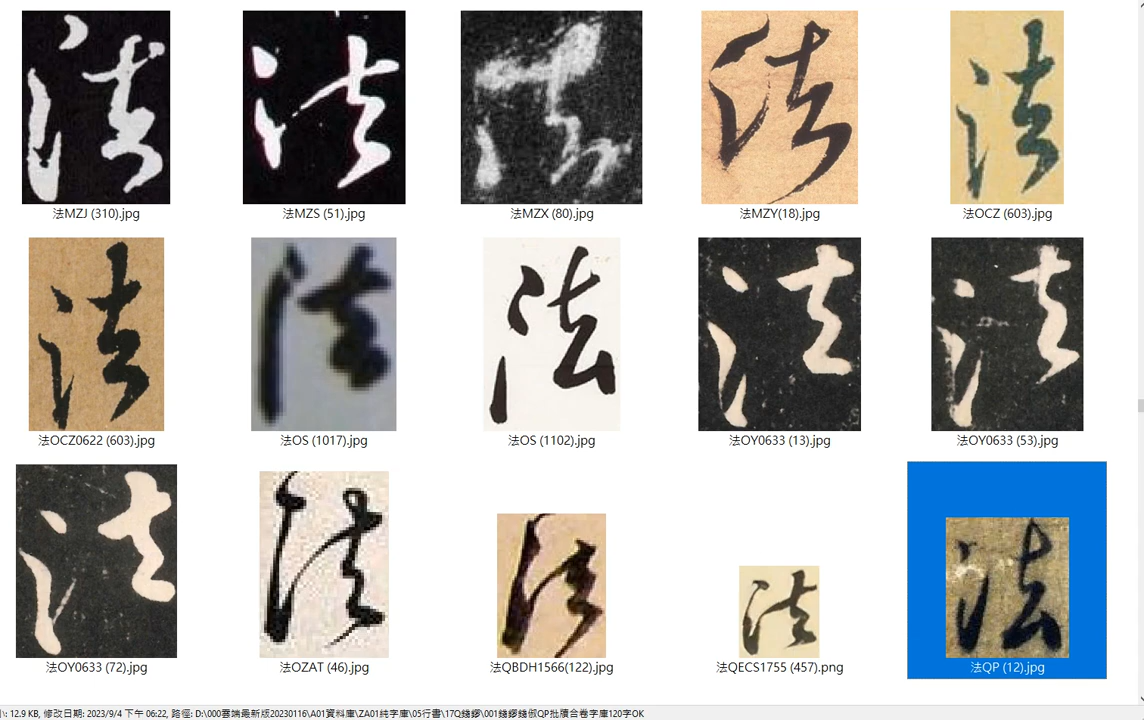 法 法 法 法 法
法MZJ (310).jpg 法MZS (51).jpg 法MZX (80).jpg 法MZY(18).jpg 法OCZ (603).jpg
法 法 法 法 法
法OCZ0622 (603).jpg 法OS (1017).jpg 法OS (1102).jpg 法OY0633 (13).jpg 法OY0633 (53).jpg
法 法 法 法 法
法OY0633 (72).jpg 法OZAT (46).jpg 法QBDH1566(122).jpg 法QECS1755 (457).png 法QP (12).jpg
: 12.9 KB, 修改日期: 2023/9/4 下午 06:22, 路徑: D:\000雲端最新版20230116\A01資料庫\ZA01純字庫\05行書\17Q錢鏐\001錢鏐錢俶QP批牘合卷字庫120字OK